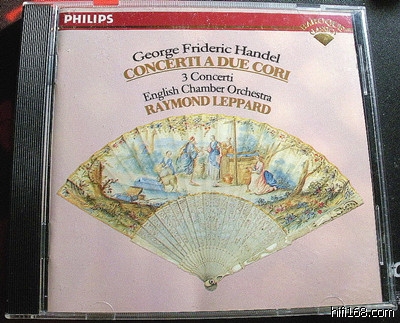 PHILIPS
George Frideric Handel
CONCERTI A DUE CORI
3 Concerti
English Chamber Orchestra
RAYMOND LEPPARD
hifi168.com